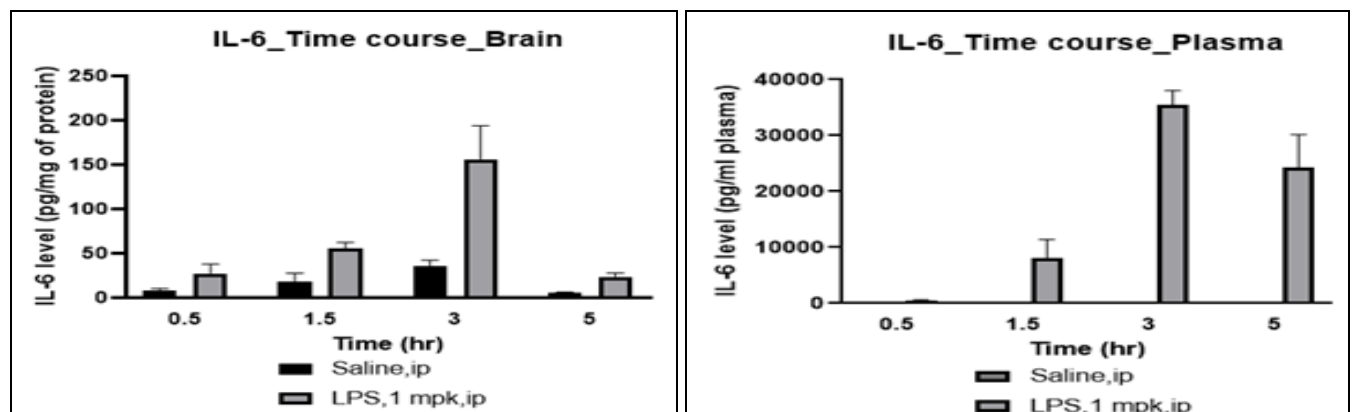 IL-6_Time course_Brain
IL-6 level (pg/mg of protein)
250
200
150
100
50
0
0.5 1.5 3 5
Time (hr)
Saline,ip
LPS,1 mpk,ip
IL-6_Time course_Plasma
IL-6 level (pg/ml plasma)
40000
30000
20000
10000
0
0.5 1.5 3 5
Time (hr)
Saline,ip
LPS,1 mpk,ip